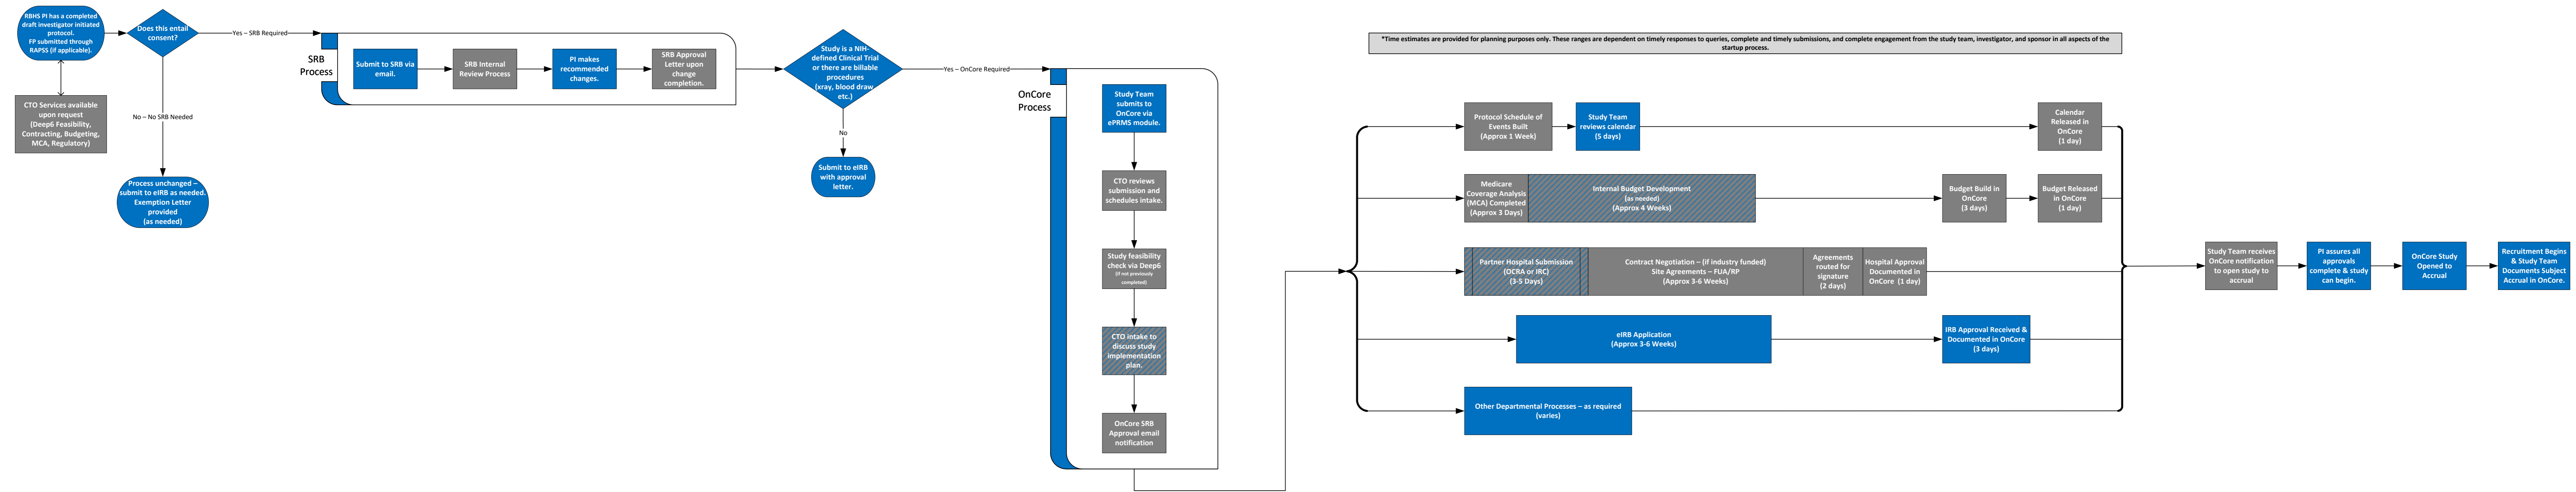 RBHS PI has a completed
draft investigator initiated
protocol.
FP submitted through
RAPSS (if applicable).
CTO Services available
upon request
(Deep6 Feasibility,
Contracting, Budgeting,
MCA, Regulatory)
Does this entail
consent?
Yes – SRB Required
No – No SRB Needed
Process unchanged –
submit to eIRB as needed.
Exemption Letter
provided
(as needed)
SRB
Process
Submit to SRB via
email.
SRB Internal
Review Process
PI makes
recommended
changes.
SRB Approval
Letter upon
change
completion.
Study is a NIH-
defined Clinical Trial
or there are billable
procedures
(xray, blood draw,
etc.)
No
Submit to eIRB
with approval
letter.
Yes – OnCore Required
OnCore
Process
Study Team
submits to
OnCore via
ePRMS module.
CTO reviews
submission and
schedules intake.
Study feasibility
check via Deep6
(if not previously
completed)
CTO intake to
discuss study
implementation
plan.
OnCore SRB
Approval email
notification
*Time estimates are provided for planning purposes only. These ranges are dependent on timely responses to queries, complete and timely submissions, and complete engagement from the study team, investigator, and sponsor in all aspects of the
startup process.
Protocol Schedule of
Events Built
(Approx 1 Week)
Study Team
reviews calendar
(5 days)
Calendar
Released in
OnCore
(1 day)
Medicare
Coverage Analysis
(MCA) Completed
(Approx 3 Days)
Internal Budget Development
(as needed)
(Approx 4 Weeks)
Budget Build in
OnCore
(3 days)
Budget Released
in OnCore
(1 day)
Partner Hospital Submission
(OCRA or IRC)
(3-5 Days)
Contract Negotiation – (if industry funded)
Site Agreements – FUA/RP
(Approx 3-6 Weeks)
Agreements
routed for
signature
(2 days)
Hospital Approval
Documented in
OnCore (1 day)
eIRB Application
(Approx 3-6 Weeks)
IRB Approval Received &
Documented in OnCore
(3 days)
Other Departmental Processes – as required
(varies)
Study Team receives
OnCore notification
to open study to
accrual
PI assures all
approvals
complete & study
can begin.
OnCore Study
Opened to
Accrual
Recruitment Begins
& Study Team
Documents Subject
Accrual in OnCore.